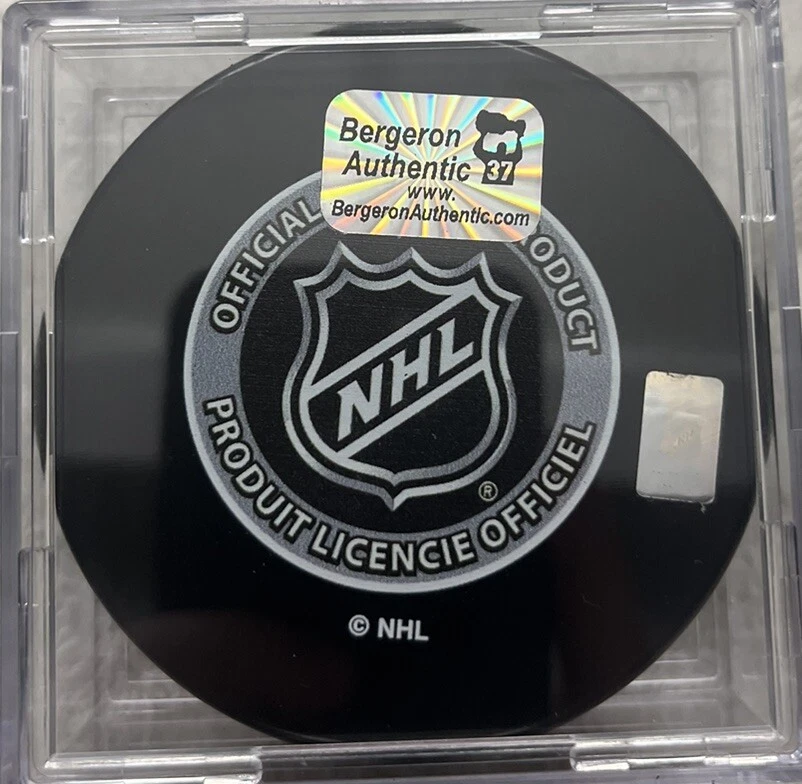 Bergeron
Authentic 37
www.
BergeronAuthentic.com
OFFICIAL
NHL
®
PRODUIT LICENCIE OFFICIEL
© NHL